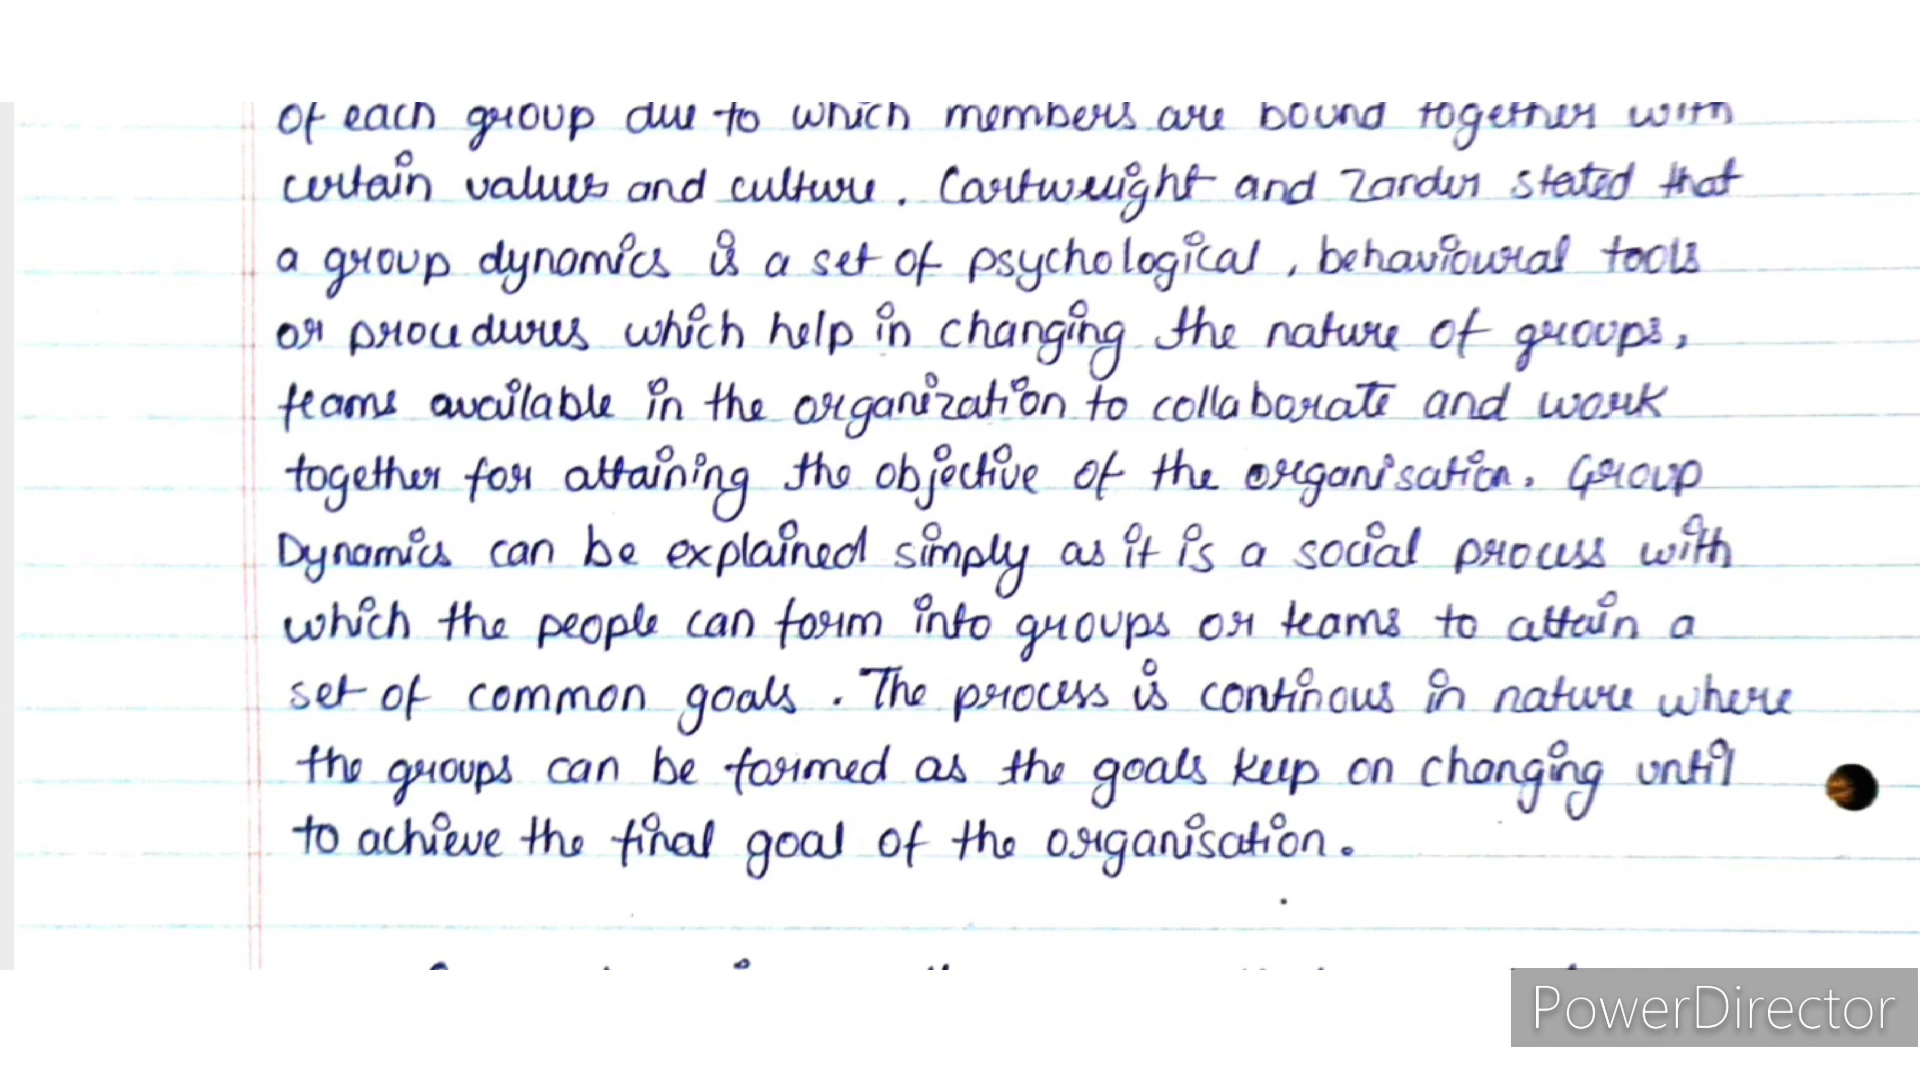 of each group due to which members are bound together with
certain values and culture. Cartwright and Zander stated that
a group dynamics is a set of psychological, behavioural tools
or procedures which help in changing the nature of groups,
teams available in the organization to collaborate and work
together for attaining the objective of the organisation. Group
Dynamics can be explained simply as it is a social process with
which the people can form into groups or teams to attain a
set of common goals. The process is continous in nature where
the groups can be formed as the goals keep on changing until
to achieve the final goal of the organisation.
PowerDirector